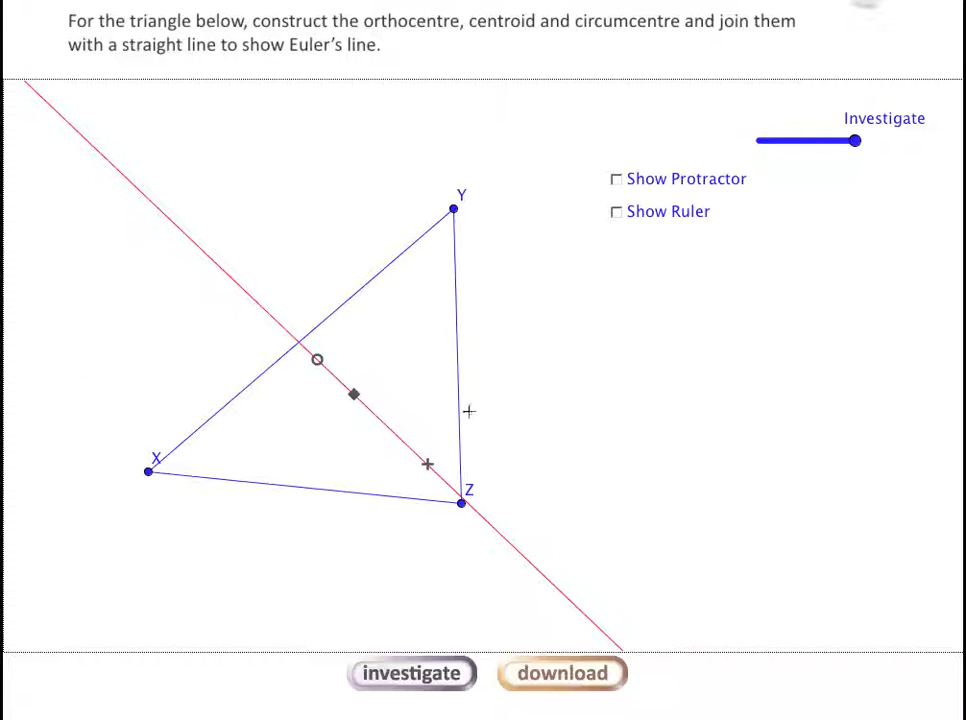 For the triangle below, construct the orthocentre, centroid and circumcentre and join them
with a straight line to show Euler’s line.
Investigate
Show Protractor
Show Ruler
Y
X
Z
investigate
download